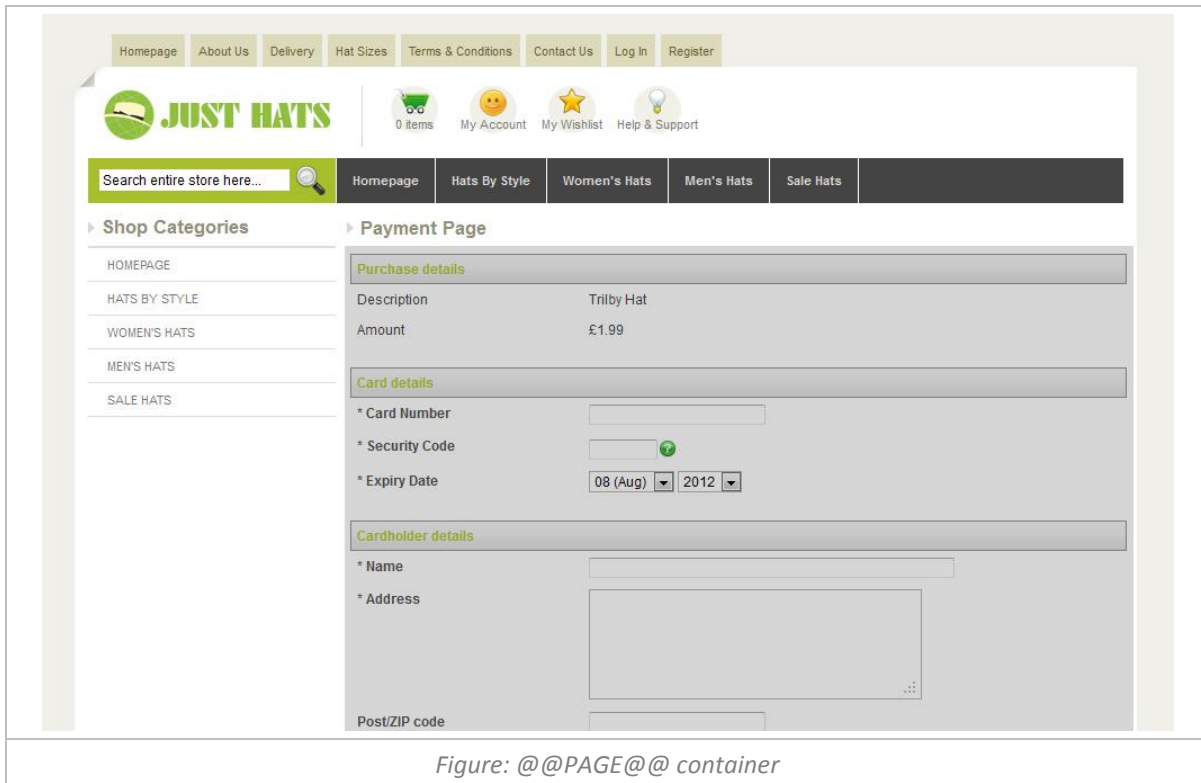 Homepage About Us Delivery Hat Sizes Terms & Conditions Contact Us Log In Register
JUST HATS
0 items My Account My Wishlist Help & Support
Search entire store here... Homepage Hats By Style Women's Hats Men's Hats Sale Hats
Shop Categories
HOMEPAGE
HATS BY STYLE
WOMEN'S HATS
MEN'S HATS
SALE HATS
Payment Page
Purchase details
Description Trilby Hat
Amount £1.99
Card details
* Card Number
* Security Code ?
* Expiry Date 08 (Aug) 2012
Cardholder details
* Name
* Address
Post/ZIP code
Figure: @@PAGE@@ container